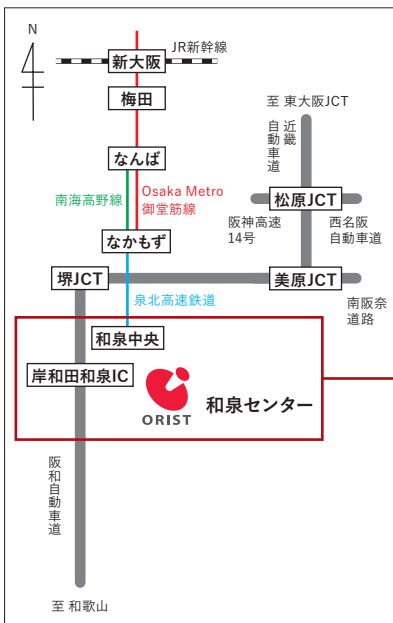 N
JR新幹線
新大阪
梅田
至 東大阪JCT
近畿
自動車道
なんば
南海高野線
Osaka Metro
御堂筋線
松原JCT
阪神高速
14号
西名阪
自動車道
なかもず
堺JCT
美原JCT
泉北高速鉄道
南阪奈
道路
和泉中央
岸和田和泉IC
ORIST
和泉センター
阪和自動車道
至 和歌山